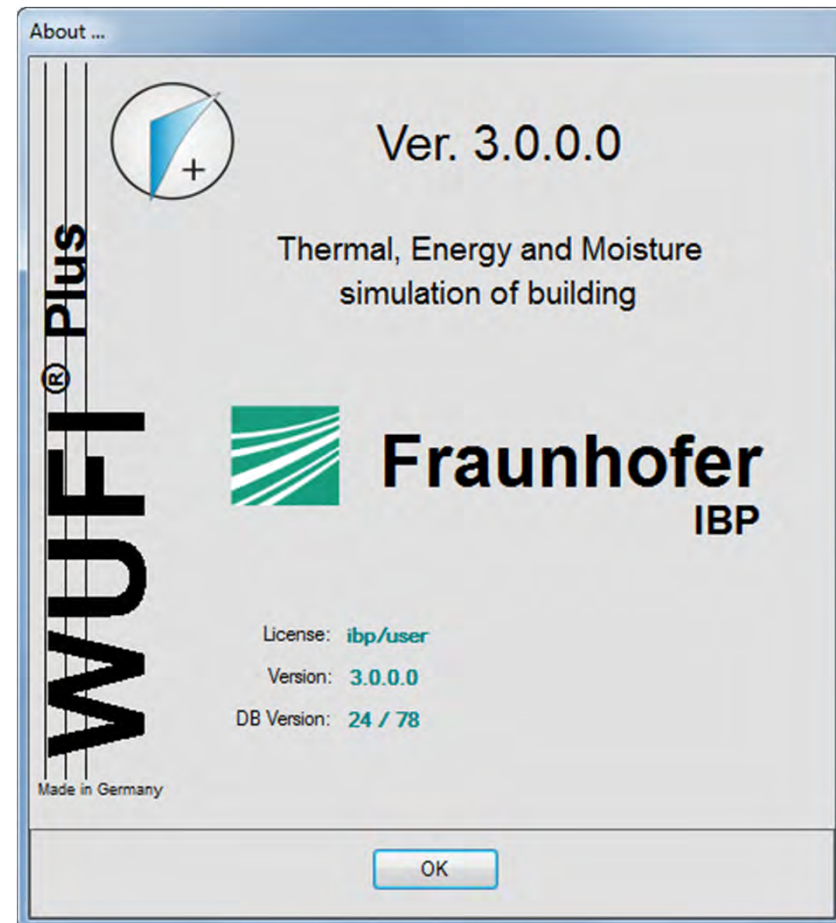 About ...
Ver. 3.0.0.0
Thermal, Energy and Moisture
simulation of building
WUFI® Plus
Fraunhofer
IBP
License: ibp/user
Version: 3.0.0.0
DB Version: 24 / 78
Made in Germany
OK